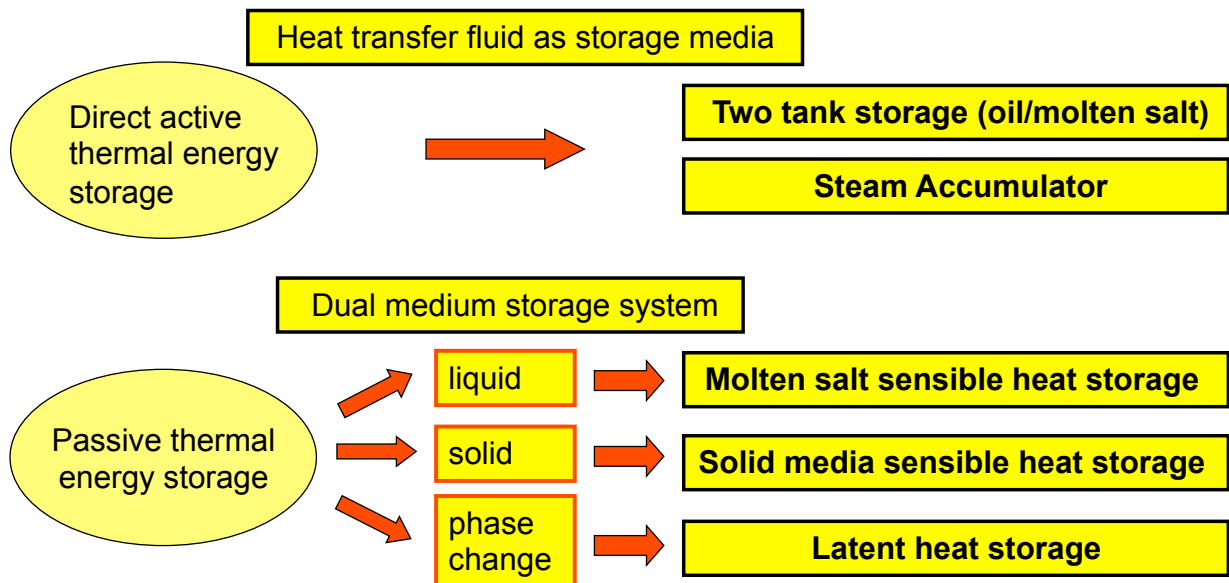 Heat transfer fluid as storage media
Direct active
thermal energy
storage
Two tank storage (oil/molten salt)
Steam Accumulator
Dual medium storage system
Passive thermal
energy storage
liquid
Molten salt sensible heat storage
solid
Solid media sensible heat storage
phase
change
Latent heat storage